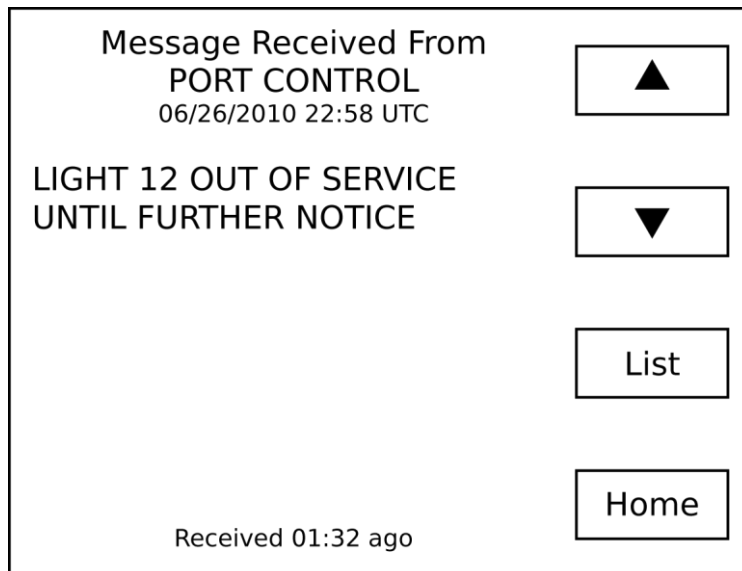 Message Received From
PORT CONTROL
06/26/2010 22:58 UTC
LIGHT 12 OUT OF SERVICE
UNTIL FURTHER NOTICE
Received 01:32 ago
▲
▼
List
Home